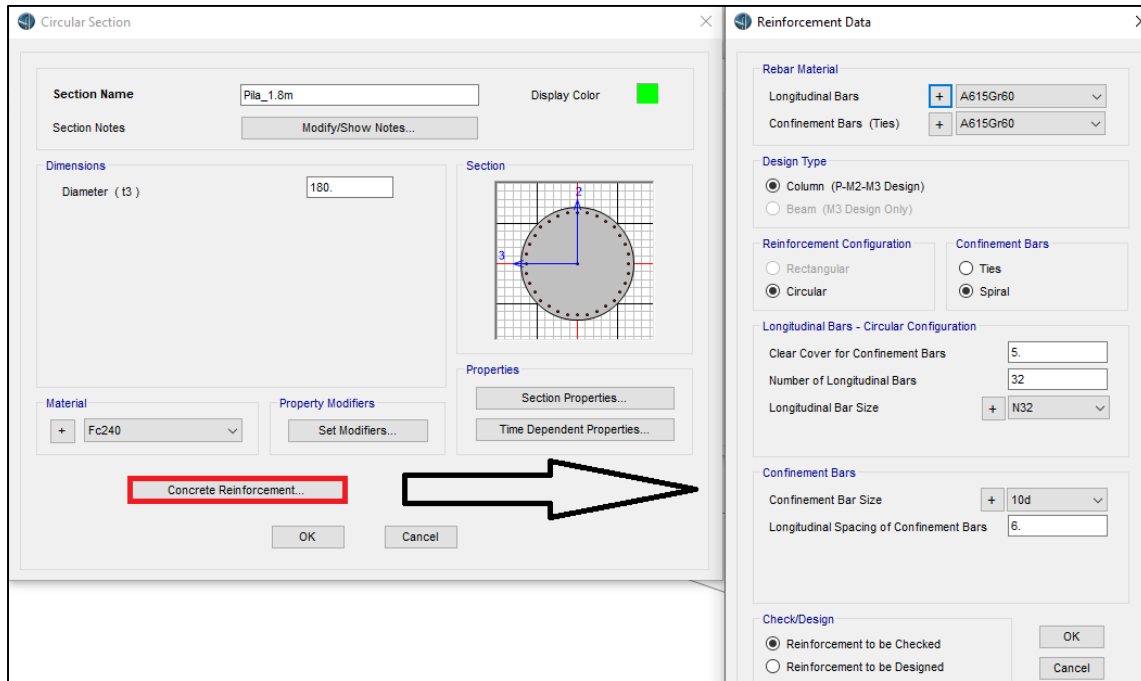 Circular Section
Section Name
Pila_1.8m
Display Color
Section Notes
Modify/Show Notes...
Dimensions
Diameter ( t3 )
180.
Section
2
3
Properties
Section Properties...
Time Dependent Properties...
Material
+
Fc240
Property Modifiers
Set Modifiers...
Concrete Reinforcement...
OK
Cancel
Reinforcement Data
Rebar Material
Longitudinal Bars
+
A615Gr60
Confinement Bars (Ties)
+
A615Gr60
Design Type
Column (P-M2-M3 Design)
Beam (M3 Design Only)
Reinforcement Configuration
Rectangular
Circular
Confinement Bars
Ties
Spiral
Longitudinal Bars - Circular Configuration
Clear Cover for Confinement Bars
5.
Number of Longitudinal Bars
32
Longitudinal Bar Size
+
N32
Confinement Bars
Confinement Bar Size
+
10d
Longitudinal Spacing of Confinement Bars
6.
Check/Design
Reinforcement to be Checked
Reinforcement to be Designed
OK
Cancel